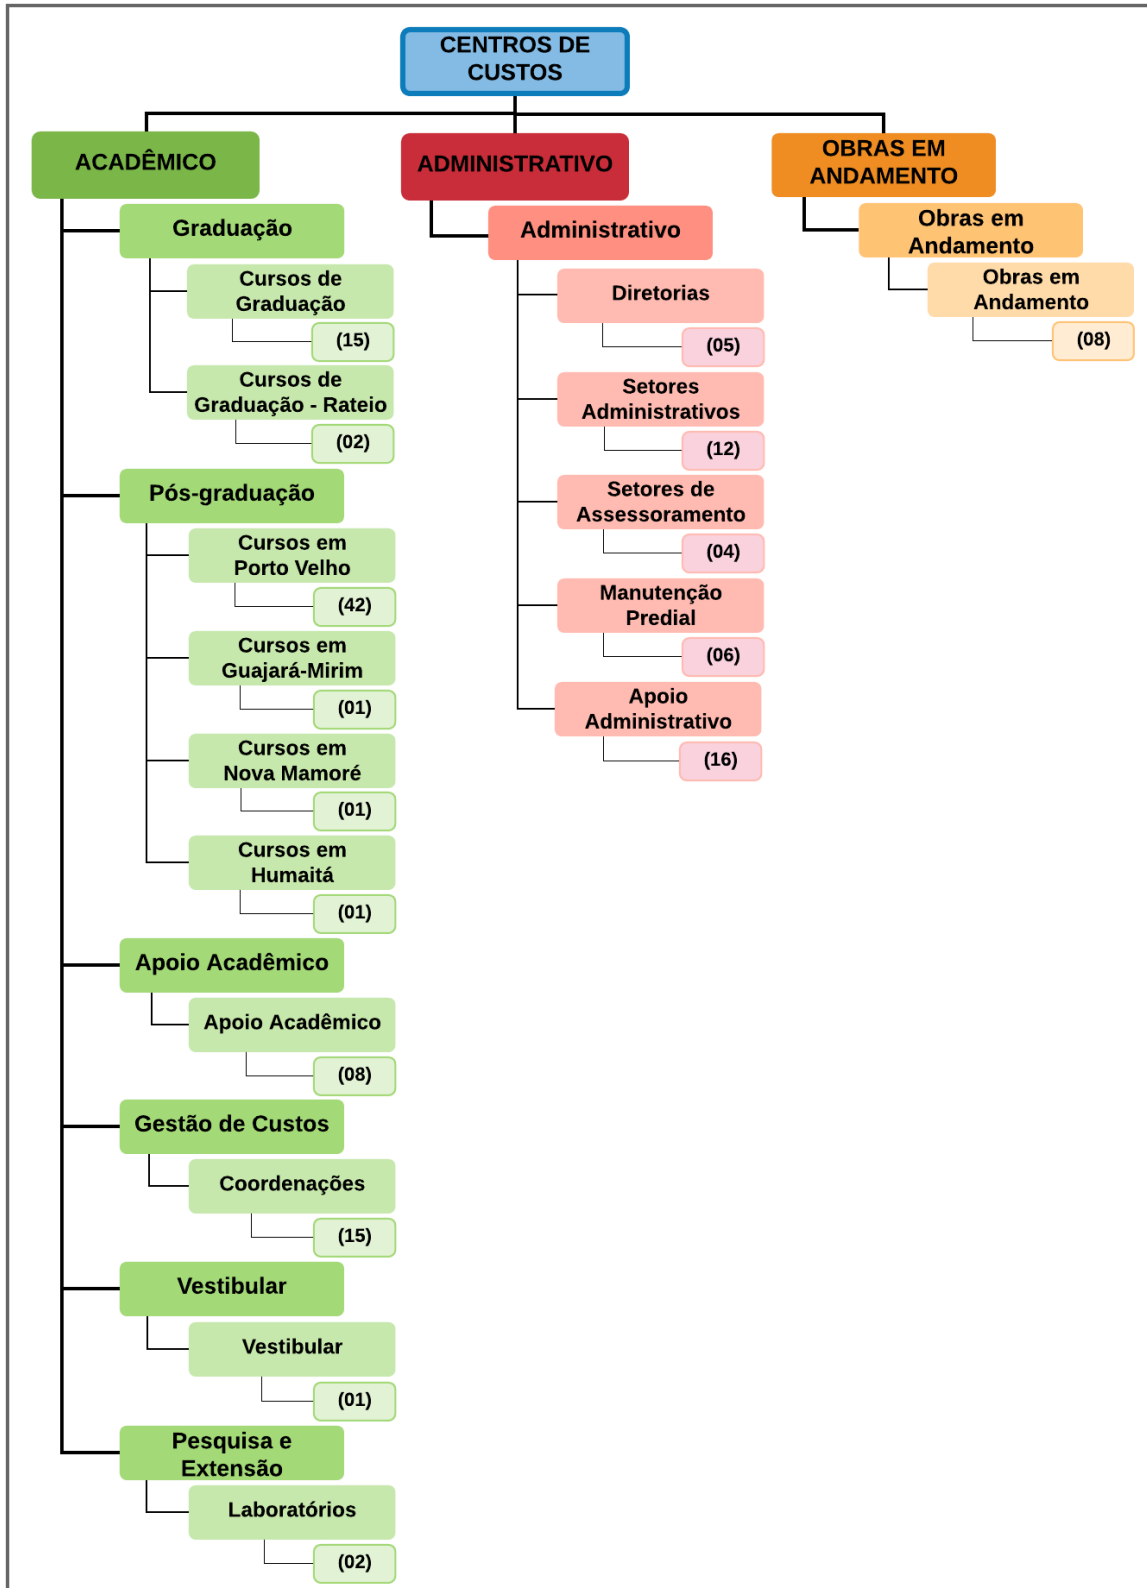 CENTROS DE
CUSTOS
ACADÊMICO
Graduação
Cursos de
Graduação
(15)
Cursos de
Graduação - Rateio
(02)
Pós-graduação
Cursos em
Porto Velho
(42)
Cursos em
Guajará-Mirim
(01)
Cursos em
Nova Mamoré
(01)
Cursos em
Humaitá
(01)
Apoio Acadêmico
Apoio Acadêmico
(08)
Gestão de Custos
Coordenações
(15)
Vestibular
Vestibular
(01)
Pesquisa e
Extensão
Laboratórios
(02)
ADMINISTRATIVO
Administrativo
Diretorias
(05)
Setores
Administrativos
(12)
Setores de
Assessoramento
(04)
Manutenção
Predial
(06)
Apoio
Administrativo
(16)
OBRAS EM
ANDAMENTO
Obras em
Andamento
Obras em
Andamento
(08)